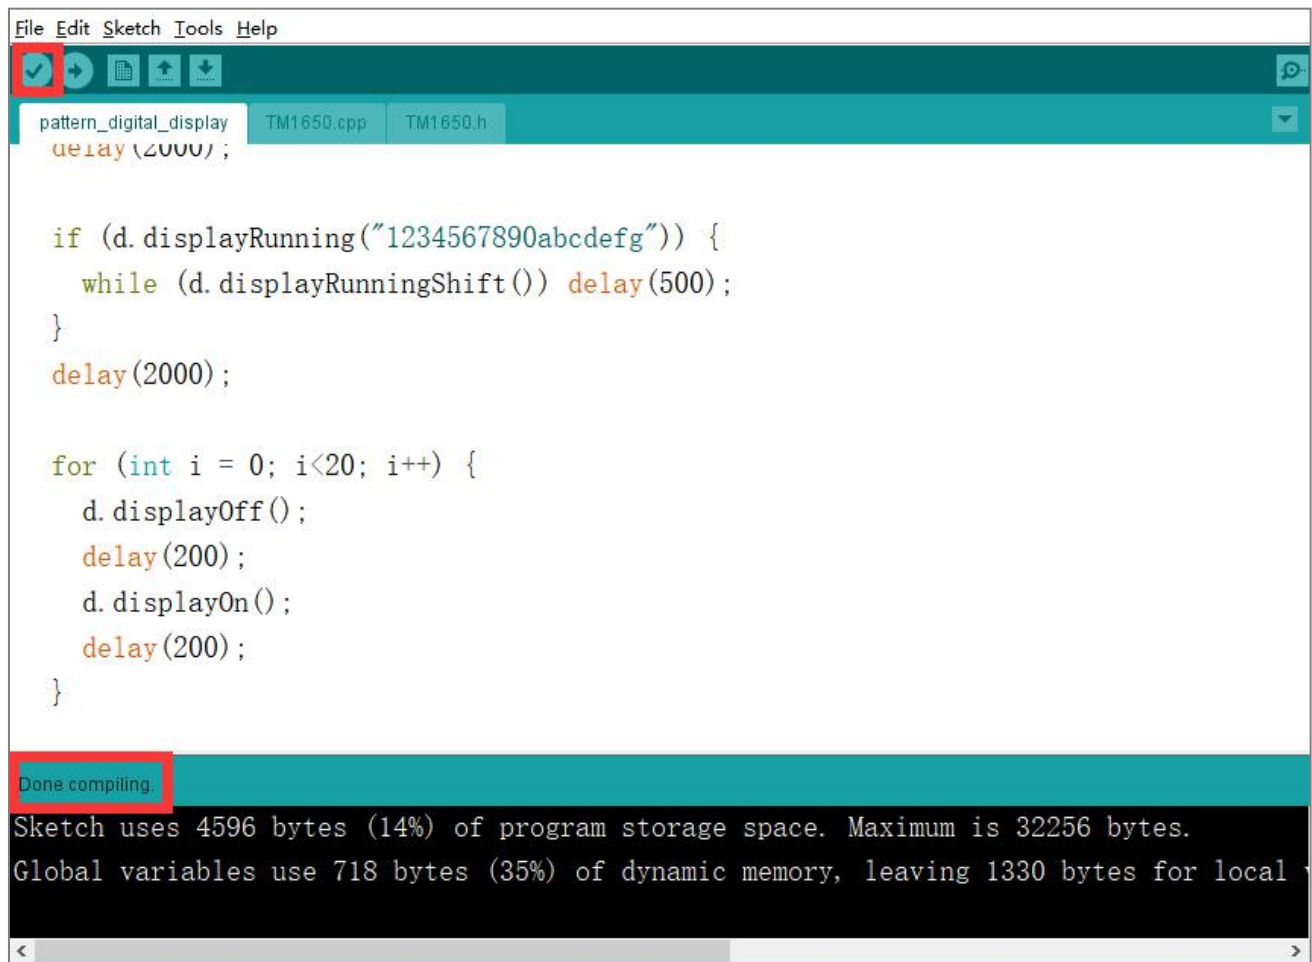 File Edit Sketch Tools Help
pattern_digital_display TM1650.cpp TM1650.h
delay(2000);
if (d.displayRunning("1234567890abcdefg")) {
while (d.displayRunningShift()) delay(500);
}
delay(2000);
for (int i = 0; i<20; i++) {
d.displayOff();
delay(200);
d.displayOn();
delay(200);
}
Done compiling.
Sketch uses 4596 bytes (14%) of program storage space. Maximum is 32256 bytes.
Global variables use 718 bytes (35%) of dynamic memory, leaving 1330 bytes for local